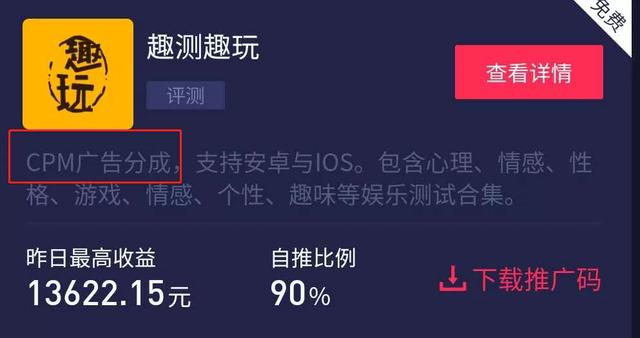 免费
趣玩
趣测趣玩
评测
查看详情
CPM广告分成，支持安卓与IOS。包含心理、情感、性
格、游戏、情感、个性、趣味等娱乐测试合集。
昨日最高收益
自推比例
13622.15元
90%
下载推广码